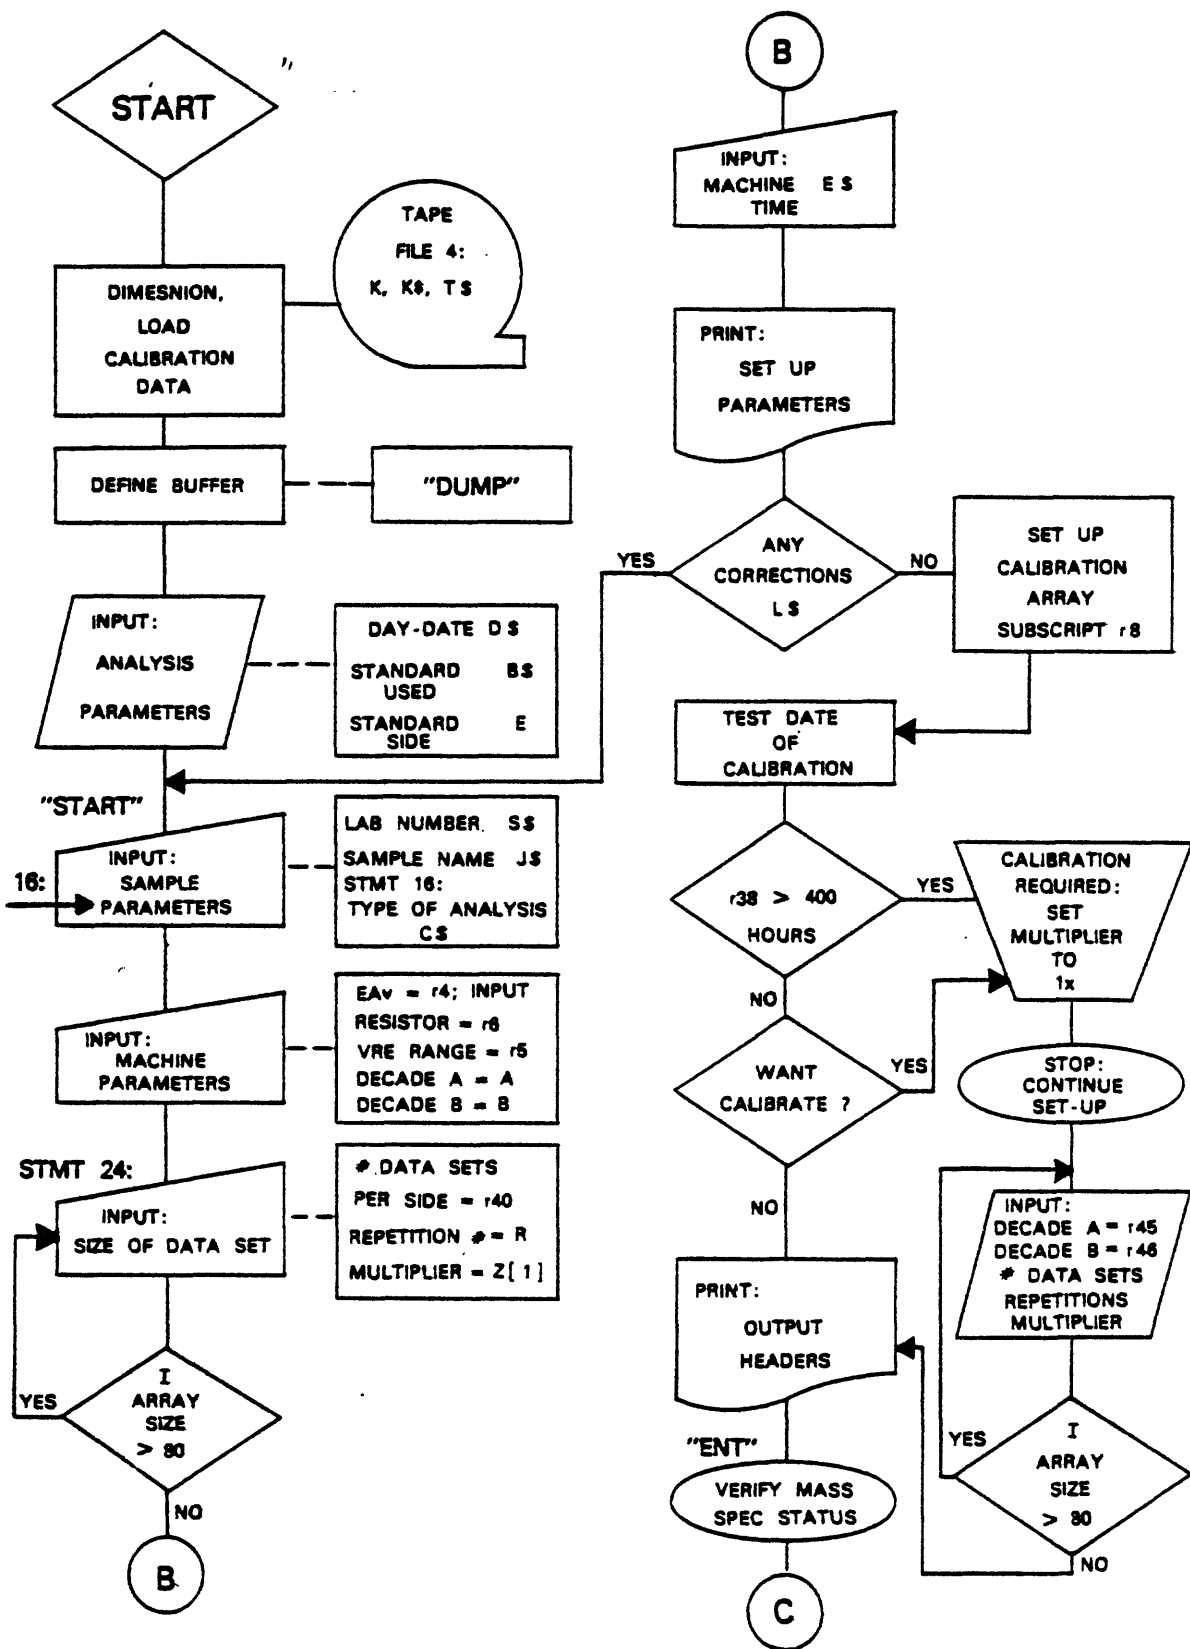 START
TAPE
FILE 4:
K, K$, T$
DIMESNION,
LOAD
CALIBRATION
DATA
DEFINE BUFFER
"DUMP"
INPUT:
ANALYSIS
PARAMETERS
DAY-DATE D$
STANDARD B$
USED
STANDARD E
SIDE
"START"
16:
INPUT:
SAMPLE
PARAMETERS
LAB NUMBER. S$
SAMPLE NAME J$
STMT 16:
TYPE OF ANALYSIS
C$
INPUT:
MACHINE
PARAMETERS
EAv = r4; INPUT
RESISTOR = r6
VRE RANGE = r5
DECADE A = A
DECADE B = B
STMT 24:
INPUT:
SIZE OF DATA SET
# DATA SETS
PER SIDE = r40
REPETITION # = R
MULTIPLIER = Z[1]
I
ARRAY
SIZE
> 80
YES
NO
B
B
INPUT:
MACHINE E$
TIME
PRINT:
SET UP
PARAMETERS
ANY
CORRECTIONS
L$
YES
NO
SET UP
CALIBRATION
ARRAY
SUBSCRIPT r8
TEST DATE
OF
CALIBRATION
r38 > 400
HOURS
YES
NO
CALIBRATION
REQUIRED:
SET
MULTIPLIER
TO
1x
WANT
CALIBRATE ?
YES
NO
STOP:
CONTINUE
SET-UP
INPUT:
DECADE A = r45
DECADE B = r46
# DATA SETS
REPETITIONS
MULTIPLIER
PRINT:
OUTPUT
HEADERS
I
ARRAY
SIZE
> 80
YES
NO
"ENT"
VERIFY MASS
SPEC STATUS
C